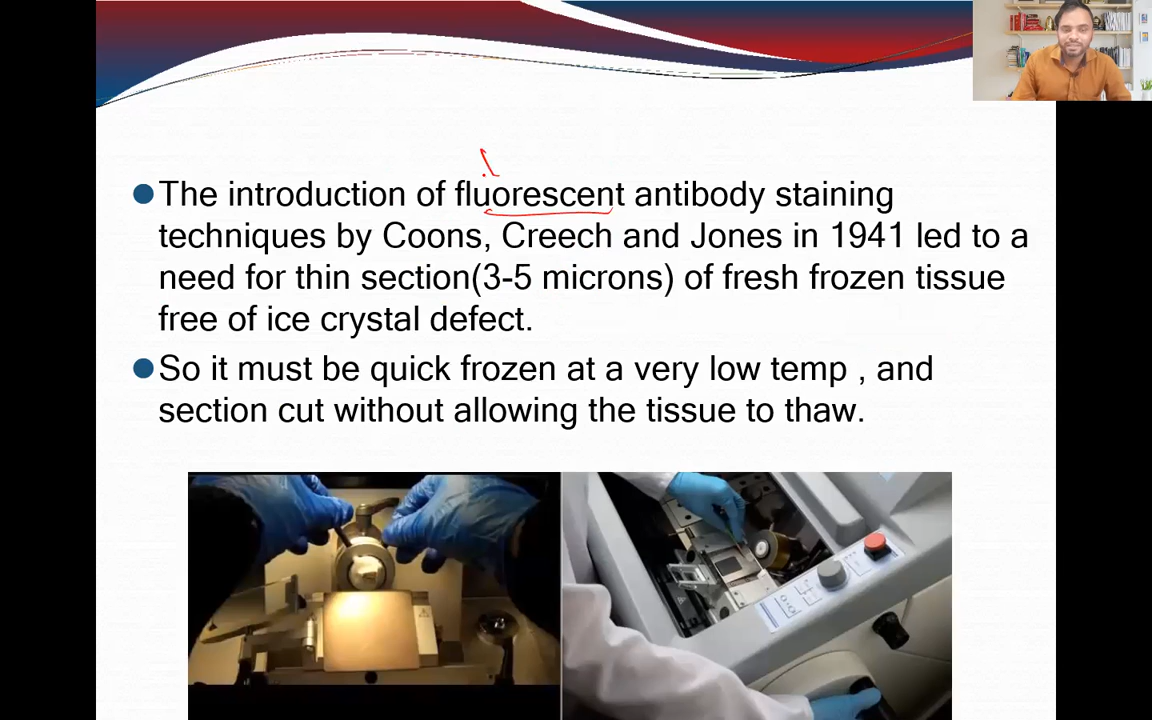 The introduction of fluorescent antibody staining
techniques by Coons, Creech and Jones in 1941 led to a
need for thin section(3-5 microns) of fresh frozen tissue
free of ice crystal defect.
So it must be quick frozen at a very low temp , and
section cut without allowing the tissue to thaw.